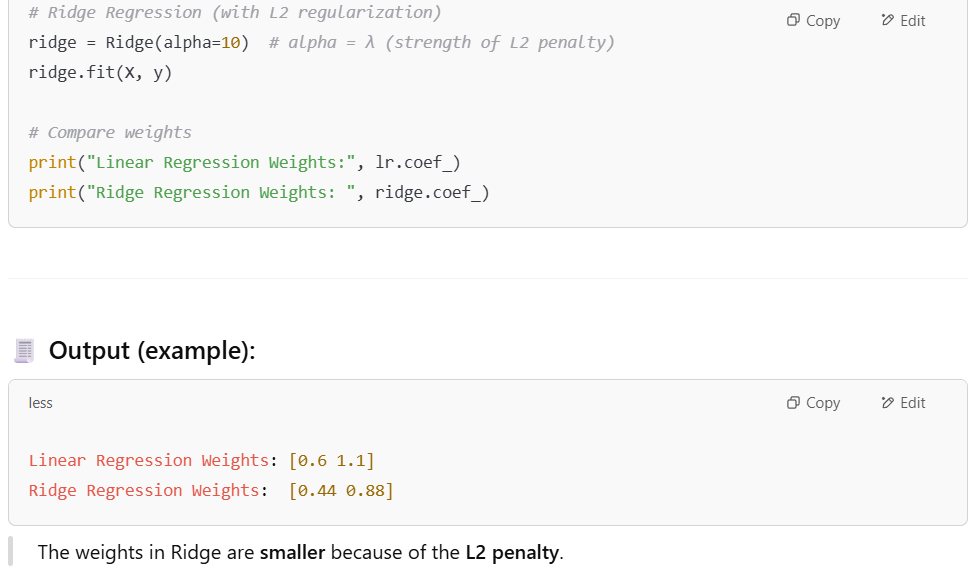 # Ridge Regression (with L2 regularization)
Copy Edit
ridge = Ridge(alpha=10)  # alpha = λ (strength of L2 penalty)
ridge.fit(X, y)
# Compare weights
print("Linear Regression Weights:", lr.coef_)
print("Ridge Regression Weights: ", ridge.coef_)
Output (example):
less Copy Edit
Linear Regression Weights: [0.6 1.1]
Ridge Regression Weights:  [0.44 0.88]
The weights in Ridge are smaller because of the L2 penalty.